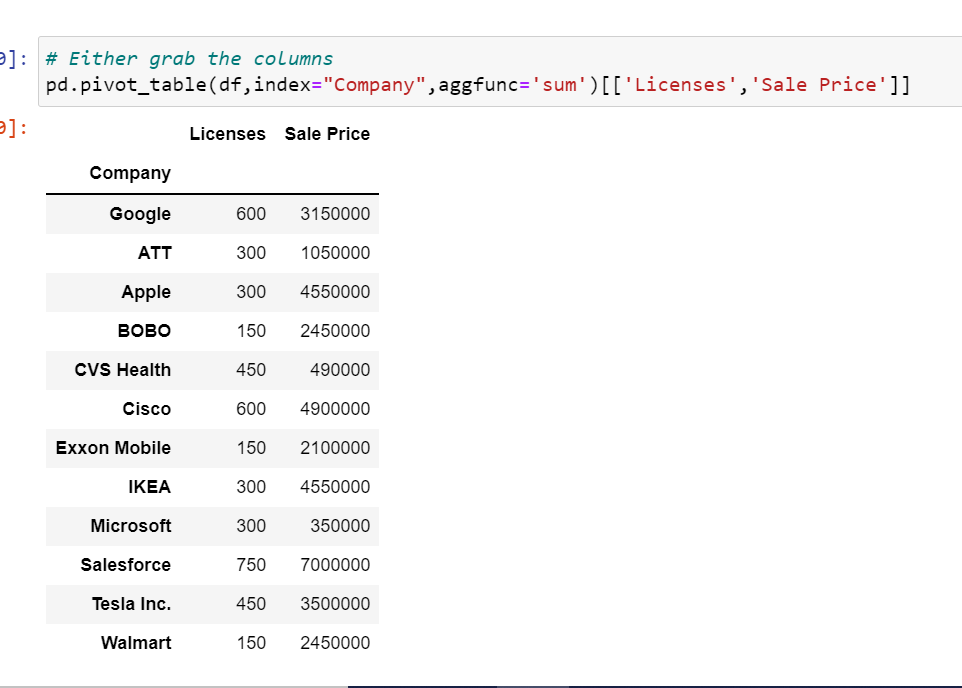 ]: # Either grab the columns
pd.pivot_table(df,index="Company",aggfunc='sum')[['Licenses','Sale Price']]
]: Licenses Sale Price
Company
Google 600 3150000
ATT 300 1050000
Apple 300 4550000
BOBO 150 2450000
CVS Health 450 490000
Cisco 600 4900000
Exxon Mobile 150 2100000
IKEA 300 4550000
Microsoft 300 350000
Salesforce 750 7000000
Tesla Inc. 450 3500000
Walmart 150 2450000